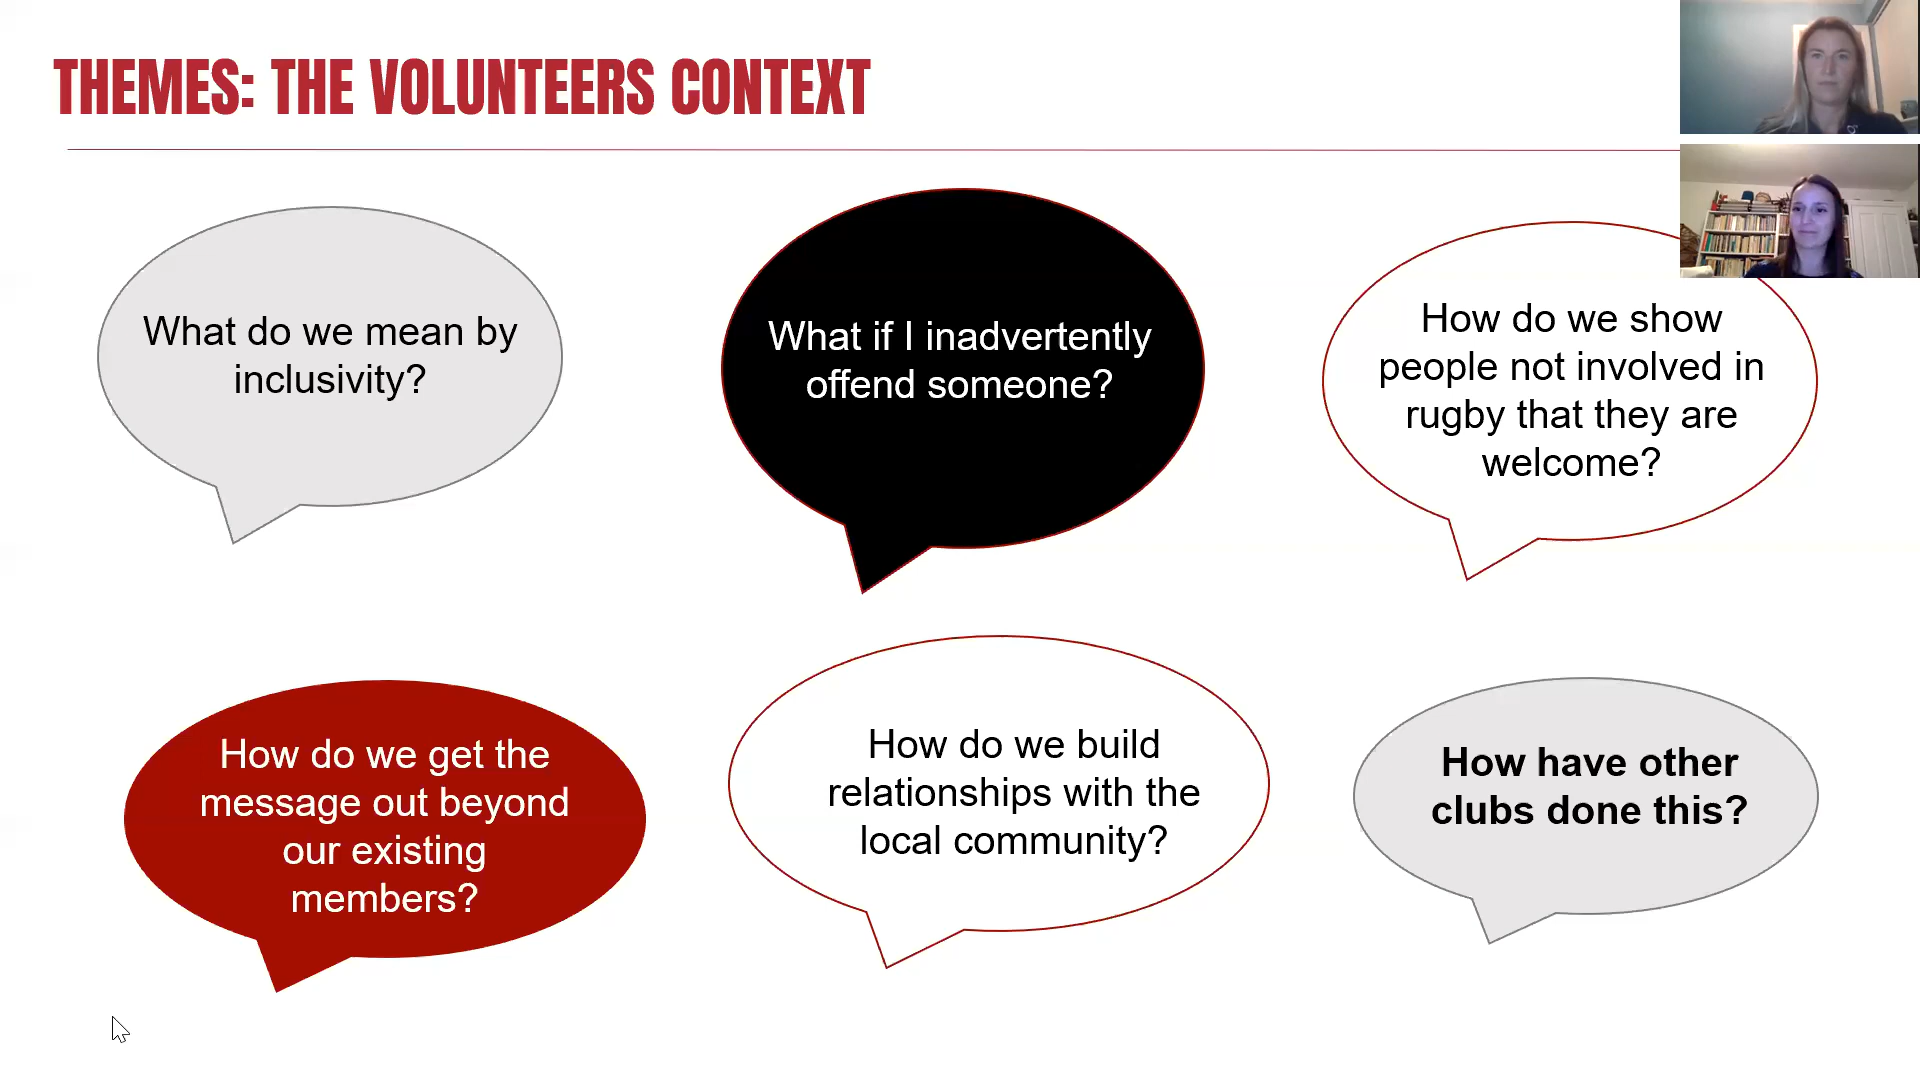 THEMES: THE VOLUNTEERS CONTEXT
What do we mean by
inclusivity?
What if I inadvertently
offend someone?
How do we show
people not involved in
rugby that they are
welcome?
How do we get the
message out beyond
our existing
members?
How do we build
relationships with the
local community?
How have other
clubs done this?